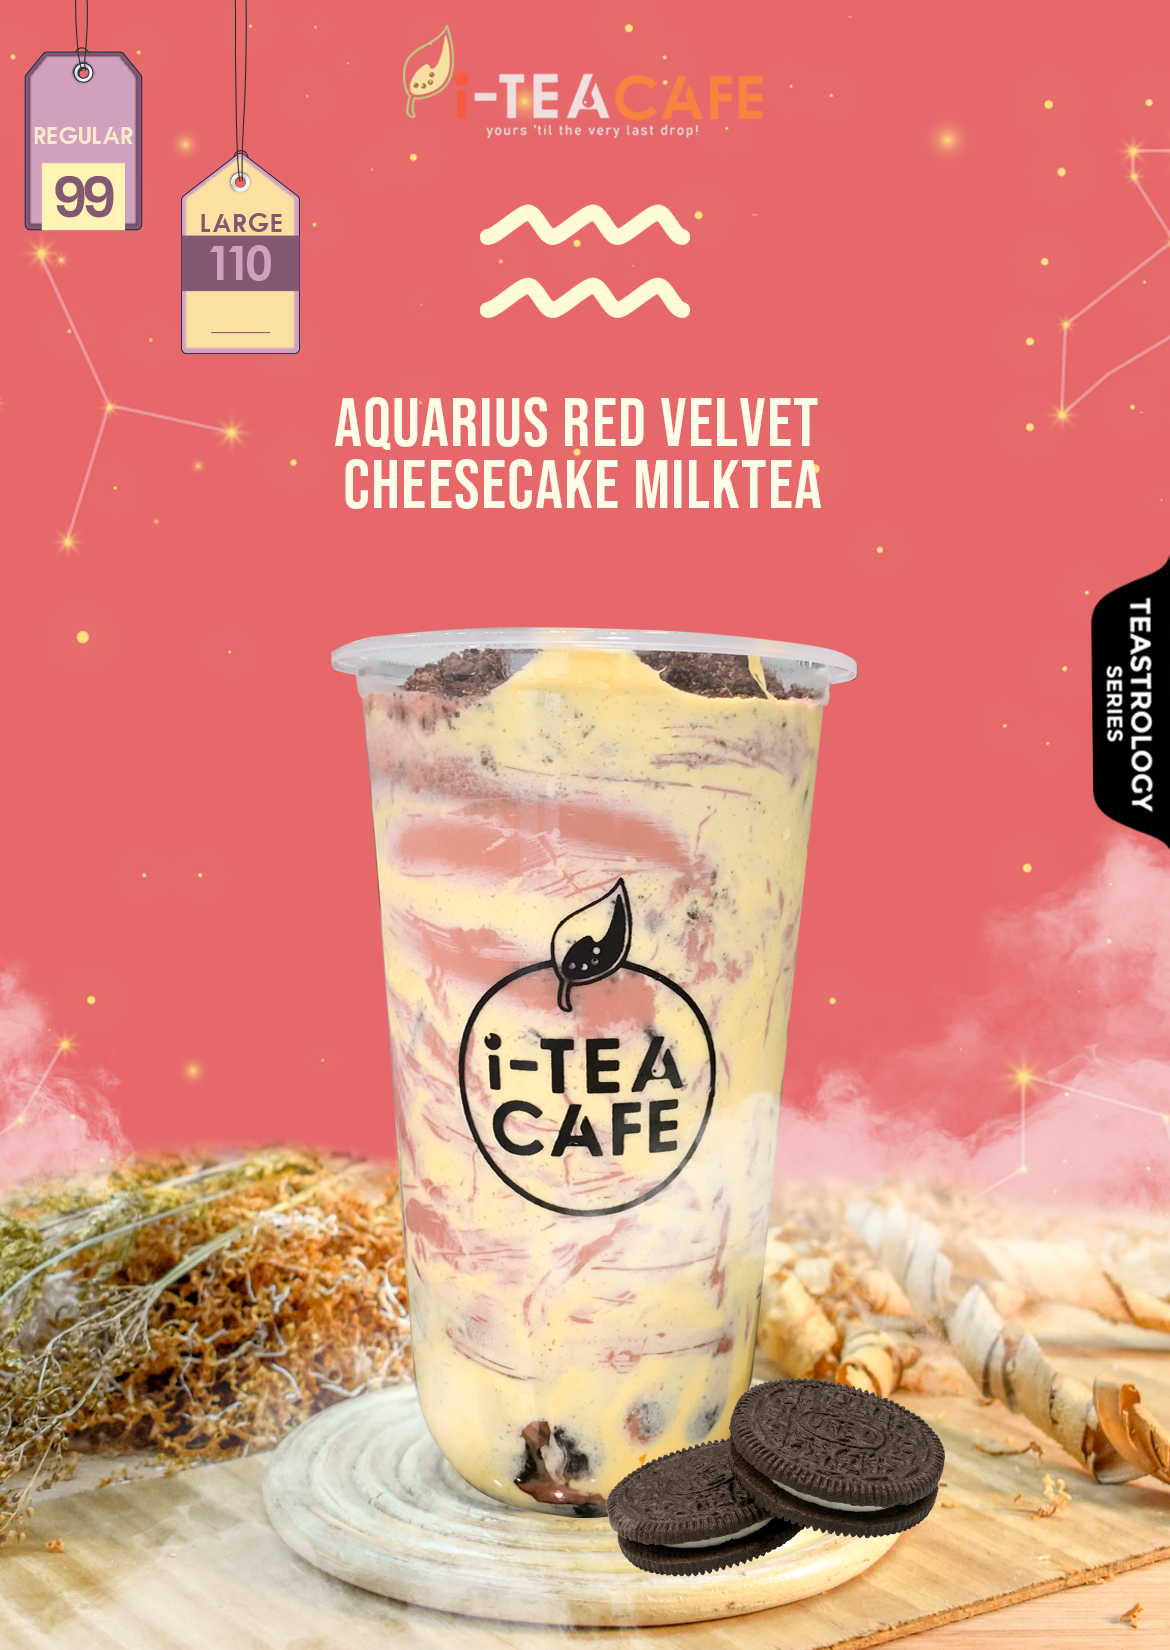 REGULAR
99
LARGE
110
i-TEACAFE
yours 'til the very last drop!
AQUARIUS RED VELVET
CHEESECAKE MILKTEA
TEASTROLOGY
SERIES
i-TEA
CAFE
OREO